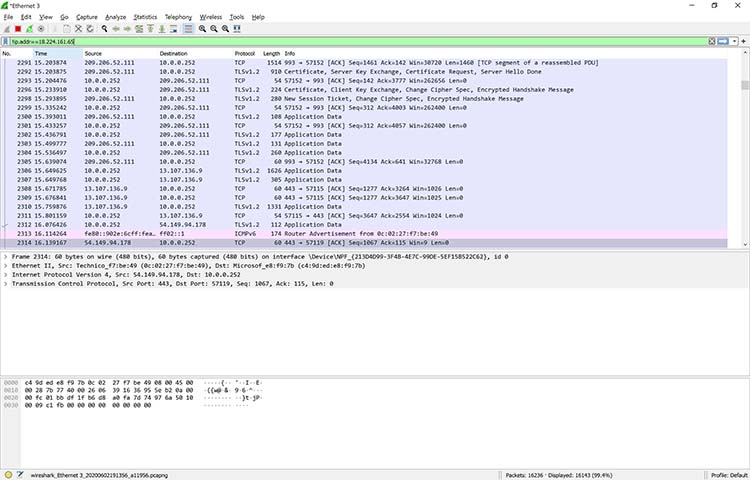 *Ethernet 3
File Edit View Go Capture Analyze Statistics Telephony Wireless Tools Help
!ip.addr==18.224.161.65
No. Time Source Destination Protocol Length Info
2291 15.203874 209.206.52.111 10.0.0.252 TCP 1514 993 → 57152 [ACK] Seq=1461 Ack=142 Win=30720 Len=1460 [TCP segment of a reassembled PDU]
2292 15.203875 209.206.52.111 10.0.0.252 TLSv1.2 910 Certificate, Server Key Exchange, Certificate Request, Server Hello Done
2293 15.204476 10.0.0.252 209.206.52.111 TCP 54 57152 → 993 [ACK] Seq=142 Ack=3777 Win=262656 Len=0
2296 15.233910 10.0.0.252 209.206.52.111 TLSv1.2 224 Certificate, Client Key Exchange, Change Cipher Spec, Encrypted Handshake Message
2298 15.293895 209.206.52.111 10.0.0.252 TLSv1.2 280 New Session Ticket, Change Cipher Spec, Encrypted Handshake Message
2299 15.335242 10.0.0.252 209.206.52.111 TCP 54 57152 → 993 [ACK] Seq=312 Ack=4003 Win=262400 Len=0
2300 15.393011 209.206.52.111 10.0.0.252 TLSv1.2 108 Application Data
2301 15.433257 10.0.0.252 209.206.52.111 TCP 54 57152 → 993 [ACK] Seq=312 Ack=4057 Win=262400 Len=0
2302 15.436791 10.0.0.252 209.206.52.111 TLSv1.2 177 Application Data
2303 15.499777 209.206.52.111 10.0.0.252 TLSv1.2 131 Application Data
2304 15.536497 10.0.0.252 209.206.52.111 TLSv1.2 260 Application Data
2305 15.639074 209.206.52.111 10.0.0.252 TCP 60 993 → 57152 [ACK] Seq=4134 Ack=641 Win=32768 Len=0
2306 15.649625 10.0.0.252 13.107.136.9 TLSv1.2 1626 Application Data
2307 15.649768 10.0.0.252 13.107.136.9 TLSv1.2 305 Application Data
2308 15.671785 13.107.136.9 10.0.0.252 TCP 60 443 → 57115 [ACK] Seq=1277 Ack=3264 Win=1026 Len=0
2309 15.676841 13.107.136.9 10.0.0.252 TCP 60 443 → 57115 [ACK] Seq=1277 Ack=3647 Win=1025 Len=0
2310 15.759876 13.107.136.9 10.0.0.252 TLSv1.2 1331 Application Data
2311 15.801159 10.0.0.252 13.107.136.9 TCP 54 57115 → 443 [ACK] Seq=3647 Ack=2554 Win=1024 Len=0
2312 16.076426 10.0.0.252 54.149.94.178 TLSv1.2 112 Application Data
2313 16.114264 fe80::902e:6cff:fea… ff02::1 ICMPv6 174 Router Advertisement from 0c:02:27:f7:be:49
2314 16.139167 54.149.94.178 10.0.0.252 TCP 60 443 → 57119 [ACK] Seq=1067 Ack=115 Win=9 Len=0
Frame 2314: 60 bytes on wire (480 bits), 60 bytes captured (480 bits) on interface \Device\NPF_{213D4D99-3F4B-4E7C-99DE-5EF15B522C62}, id 0
Ethernet II, Src: Technico_f7:be:49 (0c:02:27:f7:be:49), Dst: Microsof_e8:f9:7b (c4:9d:ed:e8:f9:7b)
Internet Protocol Version 4, Src: 54.149.94.178, Dst: 10.0.0.252
Transmission Control Protocol, Src Port: 443, Dst Port: 57119, Seq: 1067, Ack: 115, Len: 0
0000 c4 9d ed e8 f9 7b 0c 02 27 f7 be 49 08 00 45 00 ·····{·· '··I··E·
0010 00 28 7b 77 40 00 26 06 39 16 36 95 5e b2 0a 00
0020 00 fc 01 bb df 1f b6 d8 a0 fa 7d 74 97 6a 50 10
0030 00 09 c1 fb 00 00 00 00 00 00 00 00
wireshark_Ethernet 3_20200602191356_a11956.pcapng Packets: 16236 · Displayed: 16143 (99.4%) Profile: Default